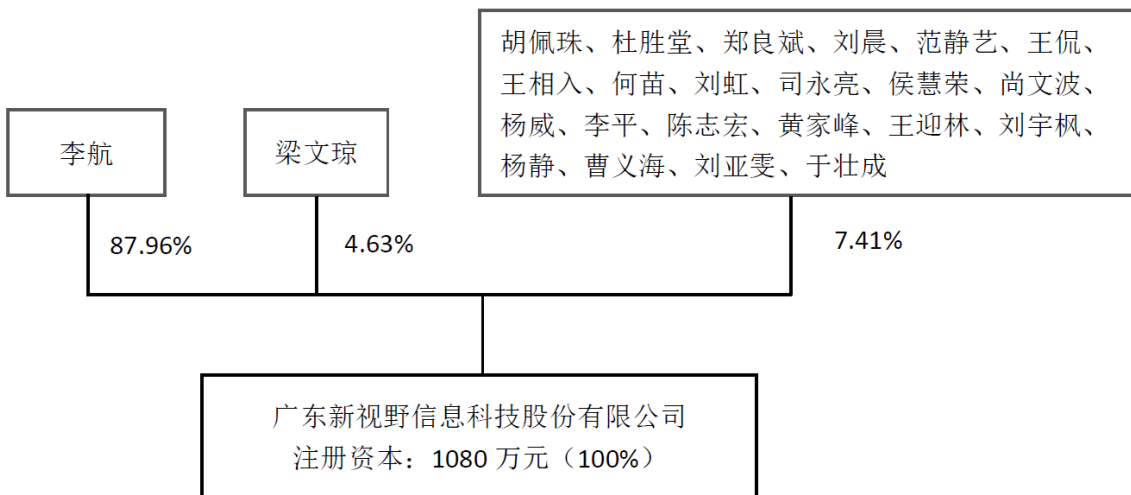 胡佩珠、杜胜堂、郑良斌、刘晨、范静艺、王侃、
王相入、何苗、刘虹、司永亮、侯慧荣、尚文波、
杨威、李平、陈志宏、黄家峰、王迎林、刘宇枫、
杨静、曹义海、刘亚雯、于壮成
李航
梁文琼
87.96%
4.63%
7.41%
广东新视野信息科技股份有限公司
注册资本：1080 万元（100%）